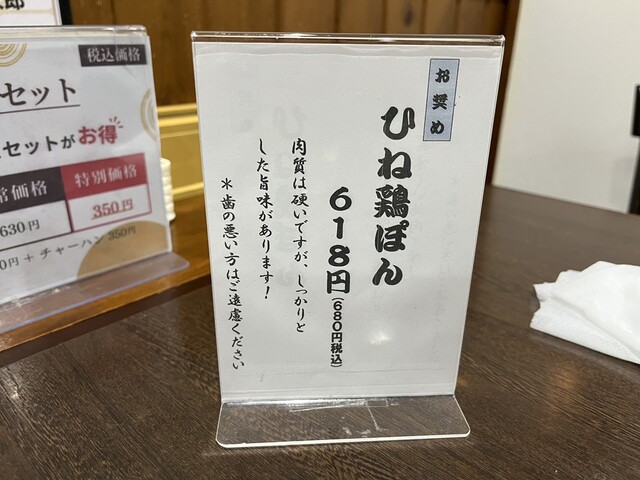 お奨め
ひね鶏ぽん
618円(680円税込)
肉質は硬いですが、しっかりと
した旨味があります!
*歯の悪い方はご遠慮ください
郎
税込価格
セット
セットがお得
常価格
特別価格
630円
350円
0円+チャーハン350円